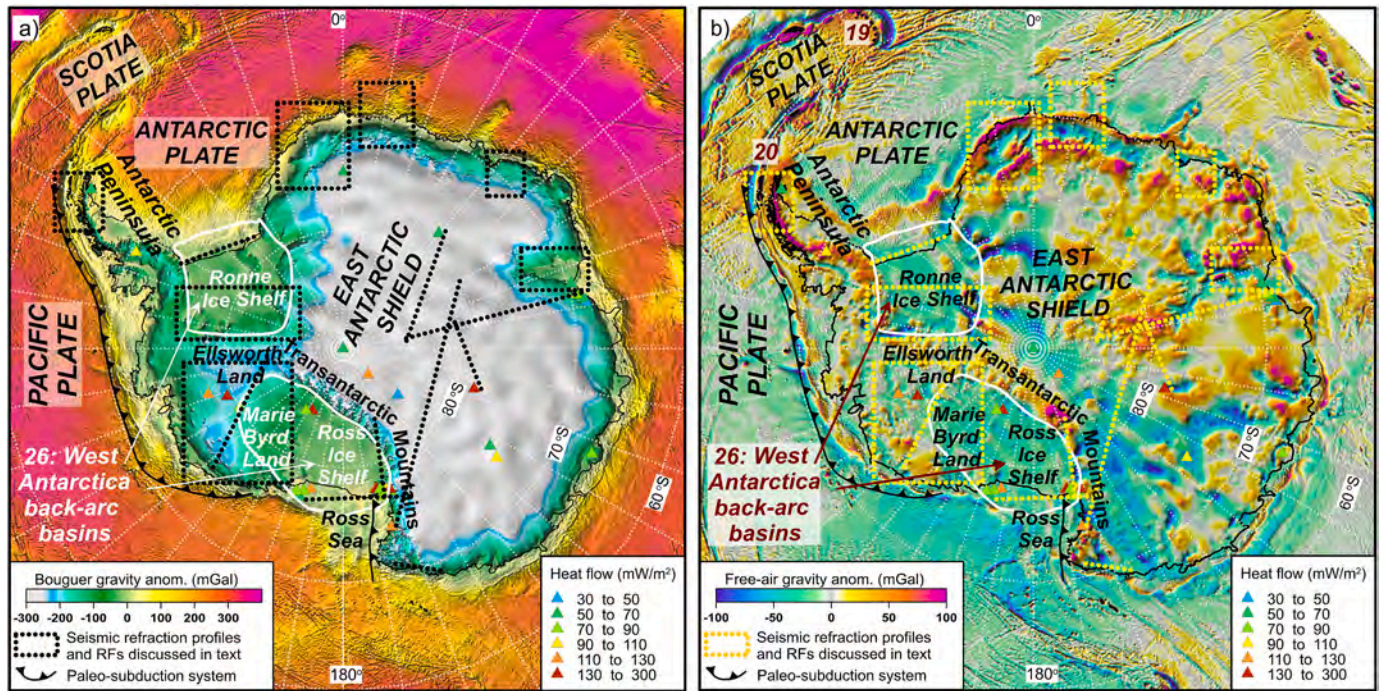 a)
0°
SCOTIA
PLATE
ANTARCTIC
PLATE
Antarctic
Peninsula
Ronne
Ice Shelf
EAST
ANTARCTIC
SHIELD
PACIFIC
PLATE
Ellsworth
Land
Transantarctic
Mountains
Marie
Byrd
Land
Ross
Ice
Shelf
80°S
70°S
60°S
26: West
Antarctica
back-arc
basins
Ross
Sea
180°
Bouguer gravity anom. (mGal)
-300 -200 -100 0 100 200 300
Seismic refraction profiles
and RFs discussed in text
Paleo-subduction system
Heat flow (mW/m²)
30 to 50
50 to 70
70 to 90
90 to 110
110 to 130
130 to 300
b)
19
0°
SCOTIA
PLATE
ANTARCTIC
PLATE
20
Antarctic
Peninsula
Ronne
Ice Shelf
EAST
ANTARCTIC
SHIELD
PACIFIC
PLATE
Ellsworth
Land
Transantarctic
Mountains
Marie
Byrd
Land
Ross
Ice
Shelf
80°S
70°S
60°S
26: West
Antarctica
back-arc
basins
Ross
Sea
180°
Free-air gravity anom. (mGal)
-100 -50 0 50 100
Seismic refraction profiles
and RFs discussed in text
Paleo-subduction system
Heat flow (mW/m²)
30 to 50
50 to 70
70 to 90
90 to 110
110 to 130
130 to 300